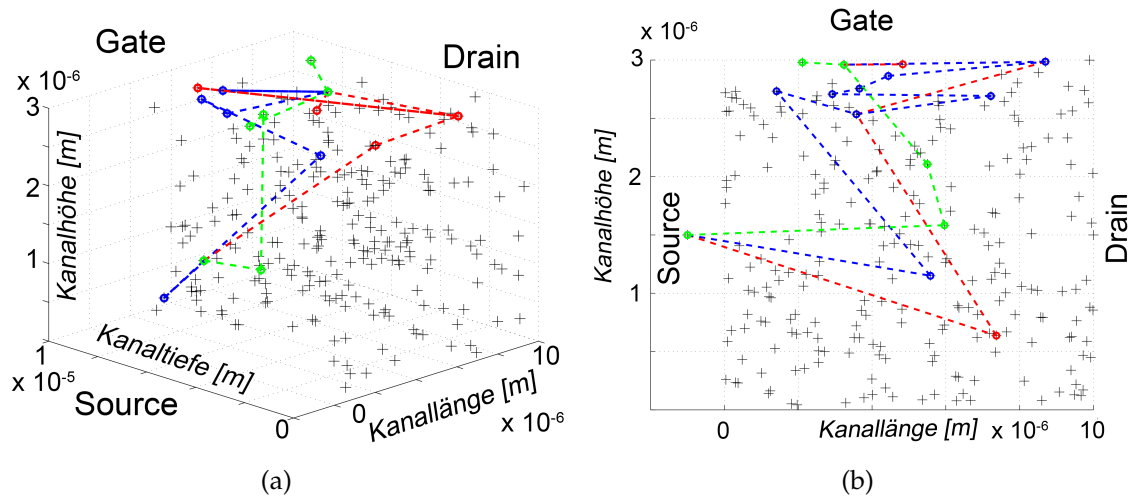 Gate
Drain
x 10⁻⁶
3
2
1
Kanalhöhe [m]
1
x 10⁻⁵
Kanaltiefe [m]
Source
0
0
Kanallänge [m]
10
x 10⁻⁶
(a)
Gate
x 10⁻⁶
3
2
1
Kanalhöhe [m]
Source
Drain
0
Kanallänge [m] x 10⁻⁶ 10
(b)